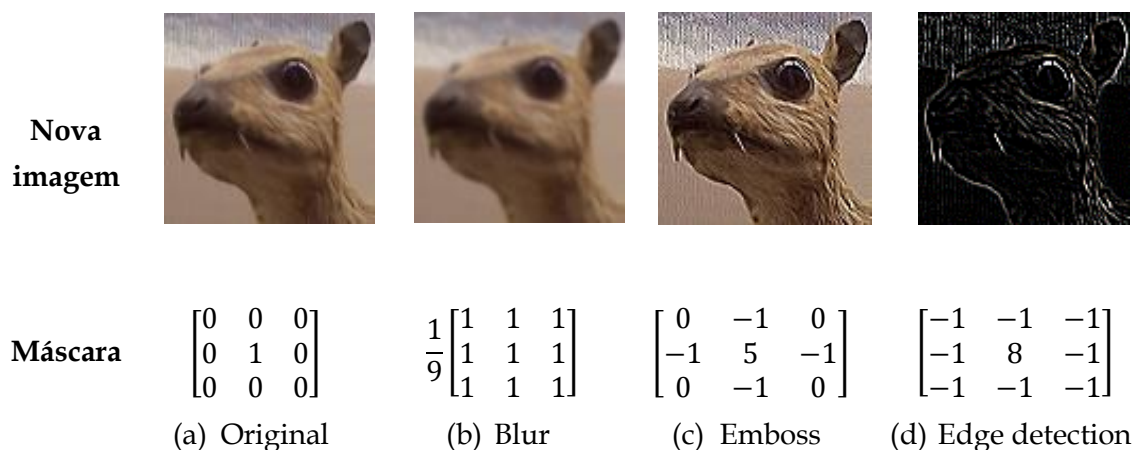 Nova
imagem
0 0 0
0 1 0
0 0 0
1/9
1 1 1
1 1 1
1 1 1
0 −1 0
−1 5 −1
0 −1 0
−1 −1 −1
−1 8 −1
−1 −1 −1
Máscara
(a) Original
(b) Blur
(c) Emboss
(d) Edge detection